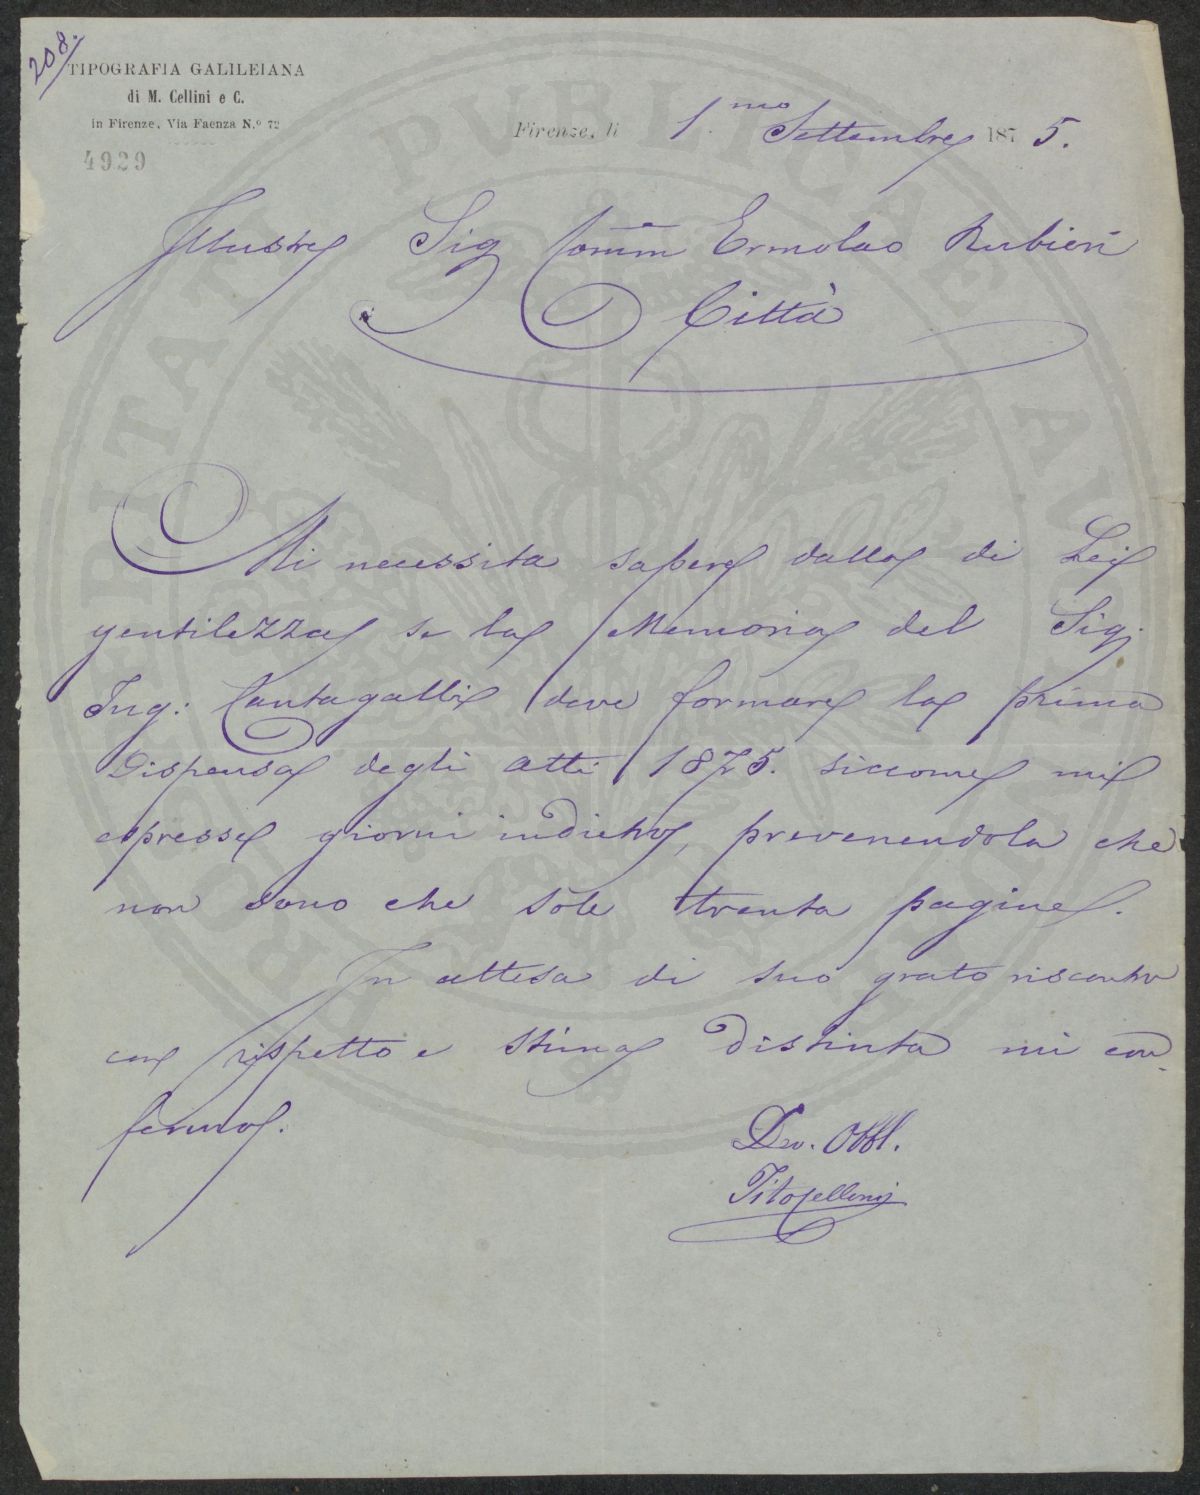 208.
TIPOGRAFIA GALILEIANA
di M. Cellini e C.
in Firenze, Via Faenza N.º 72
4929
Firenze, li 1.mo Settembre 1875.
Illustre Sig Comm Ermolao Rubieri
Città
Mi necessita sapere dalla di Lei
gentilezza se la Memoria del Sig.
Ing: Cantagalli deve formare la prima
Dispensa degli atti 1875. siccome mi
espresse giorni indietro, prevenendola che
non sono che sole trenta pagine.
In attesa di suo grato riscontro
con rispetto e stima distinta mi con
fermo.
Dev. Obbl.
Tito Cellini